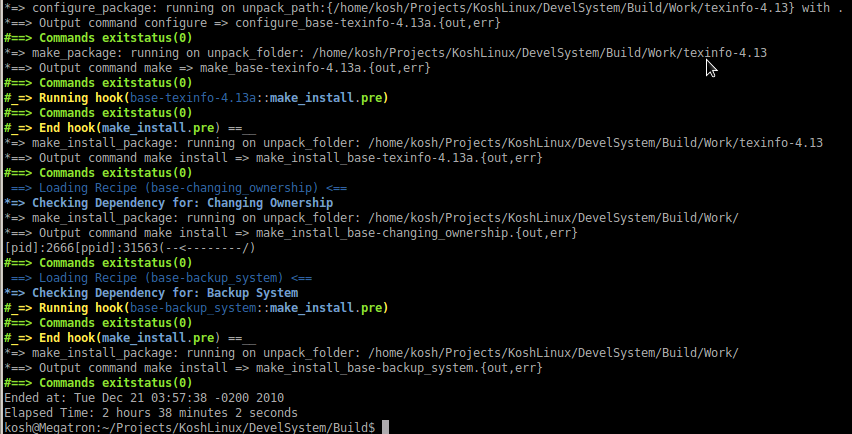 *=> configure_package: running on unpack_path:{/home/kosh/Projects/KoshLinux/DevelSystem/Build/Work/texinfo-4.13} with .
*==> Output command configure => configure_base-texinfo-4.13a.{out,err}
#==> Commands exitstatus(0)
*=> make_package: running on unpack_folder: /home/kosh/Projects/KoshLinux/DevelSystem/Build/Work/texinfo-4.13
*==> Output command make => make_base-texinfo-4.13a.{out,err}
#==> Commands exitstatus(0)
#_=> Running hook(base-texinfo-4.13a::make_install.pre)
#==> Commands exitstatus(0)
#_=> End hook(make_install.pre) ==__
*=> make_install_package: running on unpack_folder: /home/kosh/Projects/KoshLinux/DevelSystem/Build/Work/texinfo-4.13
*==> Output command make install => make_install_base-texinfo-4.13a.{out,err}
#==> Commands exitstatus(0)
==> Loading Recipe (base-changing_ownership) <==
*=> Checking Dependency for: Changing Ownership
*=> make_install_package: running on unpack_folder: /home/kosh/Projects/KoshLinux/DevelSystem/Build/Work/
*==> Output command make install => make_install_base-changing_ownership.{out,err}
[pid]:2666[ppid]:31563(--<--------/)
#==> Commands exitstatus(0)
==> Loading Recipe (base-backup_system) <==
*=> Checking Dependency for: Backup System
#_=> Running hook(base-backup_system::make_install.pre)
#==> Commands exitstatus(0)
#_=> End hook(make_install.pre) ==__
*=> make_install_package: running on unpack_folder: /home/kosh/Projects/KoshLinux/DevelSystem/Build/Work/
*==> Output command make install => make_install_base-backup_system.{out,err}
#==> Commands exitstatus(0)
Ended at: Tue Dec 21 03:57:38 -0200 2010
Elapsed Time: 2 hours 38 minutes 2 seconds
kosh@Megatron:~/Projects/KoshLinux/DevelSystem/Build$